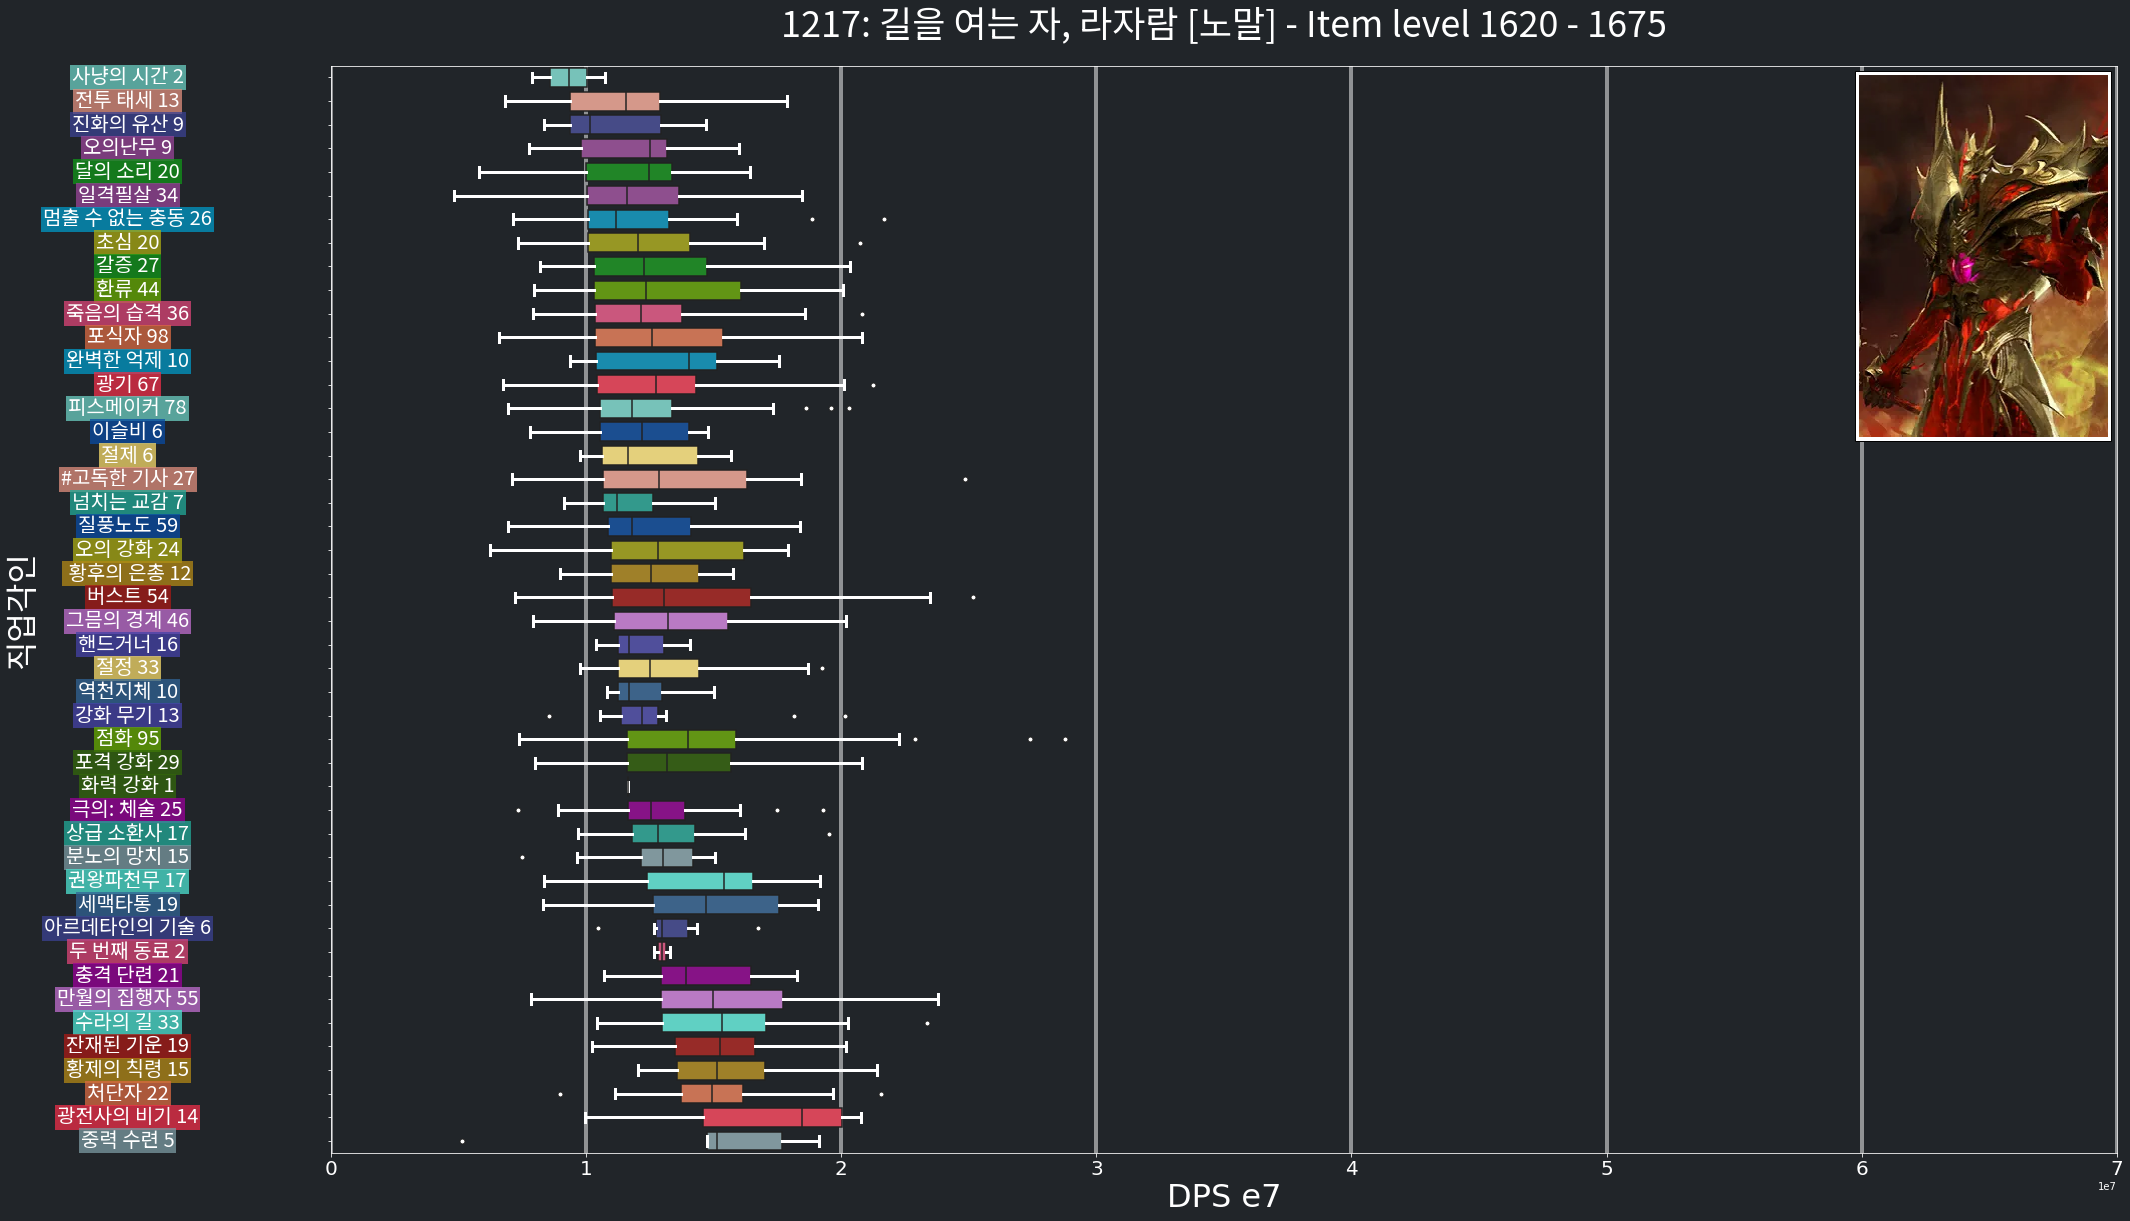 1217: 길을 여는 자, 라자람 [노말] - Item level 1620 - 1675
사냥의 시간 2
전투 태세 13
진화의 유산 9
오의난무 9
달의 소리 20
일격필살 34
멈출 수 없는 충동 26
초심 20
갈증 27
환류 44
죽음의 습격 36
포식자 98
완벽한 억제 10
광기 67
피스메이커 78
이슬비 6
절제 6
#고독한 기사 27
넘치는 교감 7
질풍노도 59
오의 강화 24
황후의 은총 12
버스트 54
그믐의 경계 46
핸드거너 16
절정 33
역천지체 10
강화 무기 13
점화 95
포격 강화 29
화력 강화 1
극의: 체술 25
상급 소환사 17
분노의 망치 15
권왕파천무 17
세맥타통 19
아르데타인의 기술 6
두 번째 동료 2
충격 단련 21
만월의 집행자 55
수라의 길 33
잔재된 기운 19
황제의 칙령 15
처단자 22
광전사의 비기 14
중력 수련 5
직업각인
0 1 2 3 4 5 6 7
1e7
DPS e7